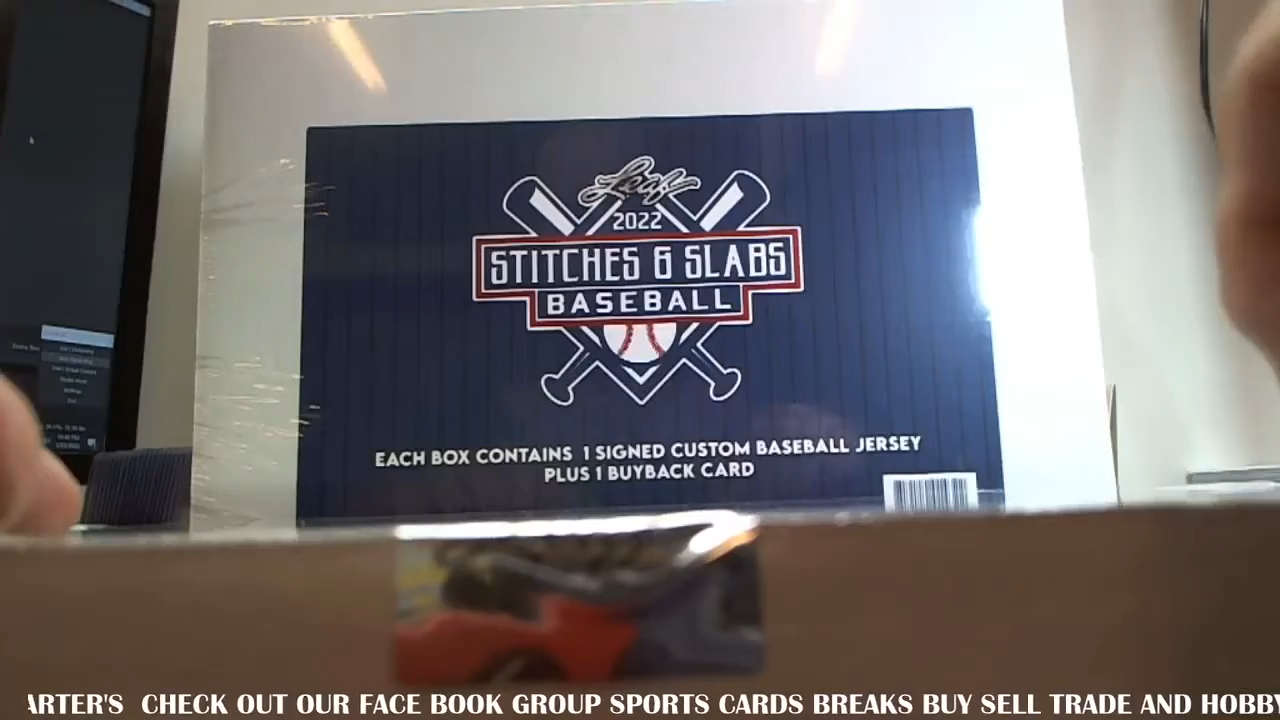 Leaf
2022
STITCHES & SLABS
BASEBALL
EACH BOX CONTAINS 1 SIGNED CUSTOM BASEBALL JERSEY
PLUS 1 BUYBACK CARD
ARTER'S CHECK OUT OUR FACE BOOK GROUP SPORTS CARDS BREAKS BUY SELL TRADE AND HOBBY